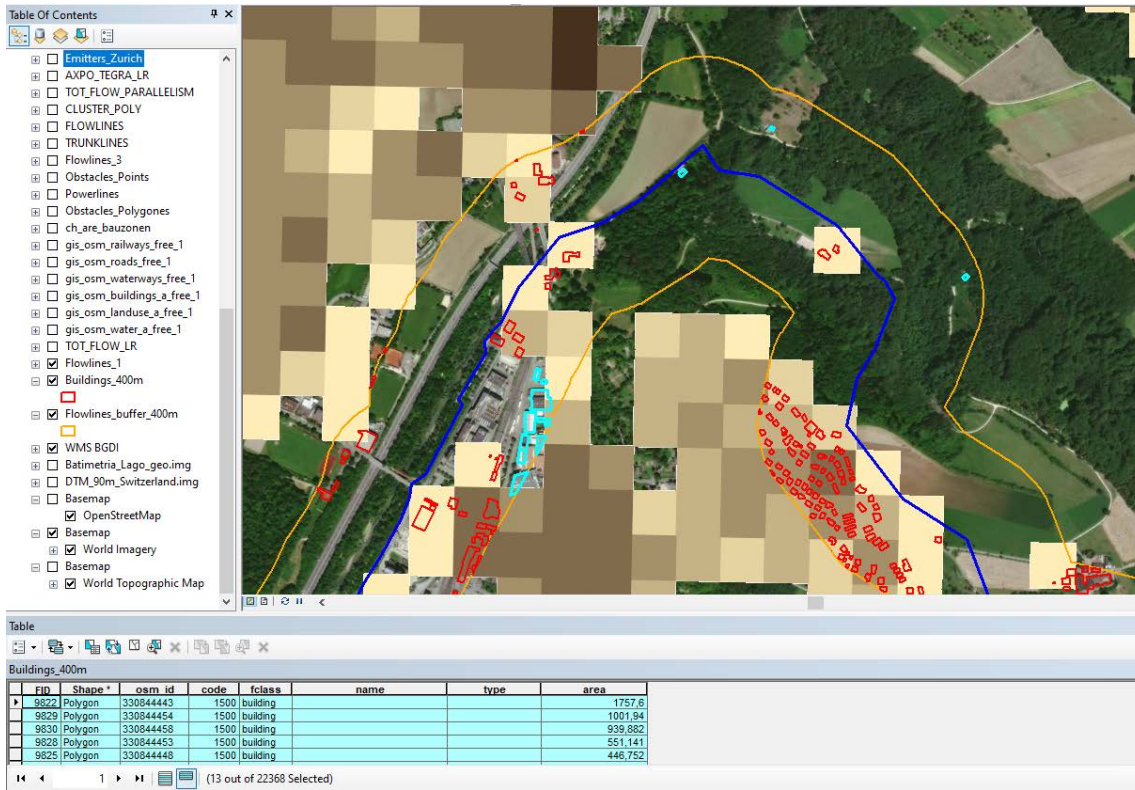 Table Of Contents
Emitters_Zurich
AXPO_TEGRA_LR
TOT_FLOW_PARALLELISM
CLUSTER_POLY
FLOWLINES
TRUNKLINES
Flowlines_3
Obstacles_Points
Powerlines
Obstacles_Polygones
ch_are_bauzonen
gis_osm_railways_free_1
gis_osm_roads_free_1
gis_osm_waterways_free_1
gis_osm_buildings_a_free_1
gis_osm_landuse_a_free_1
gis_osm_water_a_free_1
TOT_FLOW_LR
Flowlines_1
Buildings_400m
Flowlines_buffer_400m
WMS BGDI
Batimetria_Lago_geo.img
DTM_90m_Switzerland.img
Basemap
OpenStreetMap
Basemap
World Imagery
Basemap
World Topographic Map
Table
Buildings_400m
FID Shape * osm_id code fclass name type area
9822 Polygon 330844443 1500 building 1757,6
9829 Polygon 330844454 1500 building 1001,94
9830 Polygon 330844458 1500 building 939,882
9828 Polygon 330844453 1500 building 551,141
9825 Polygon 330844448 1500 building 446,752
1 (13 out of 22368 Selected)